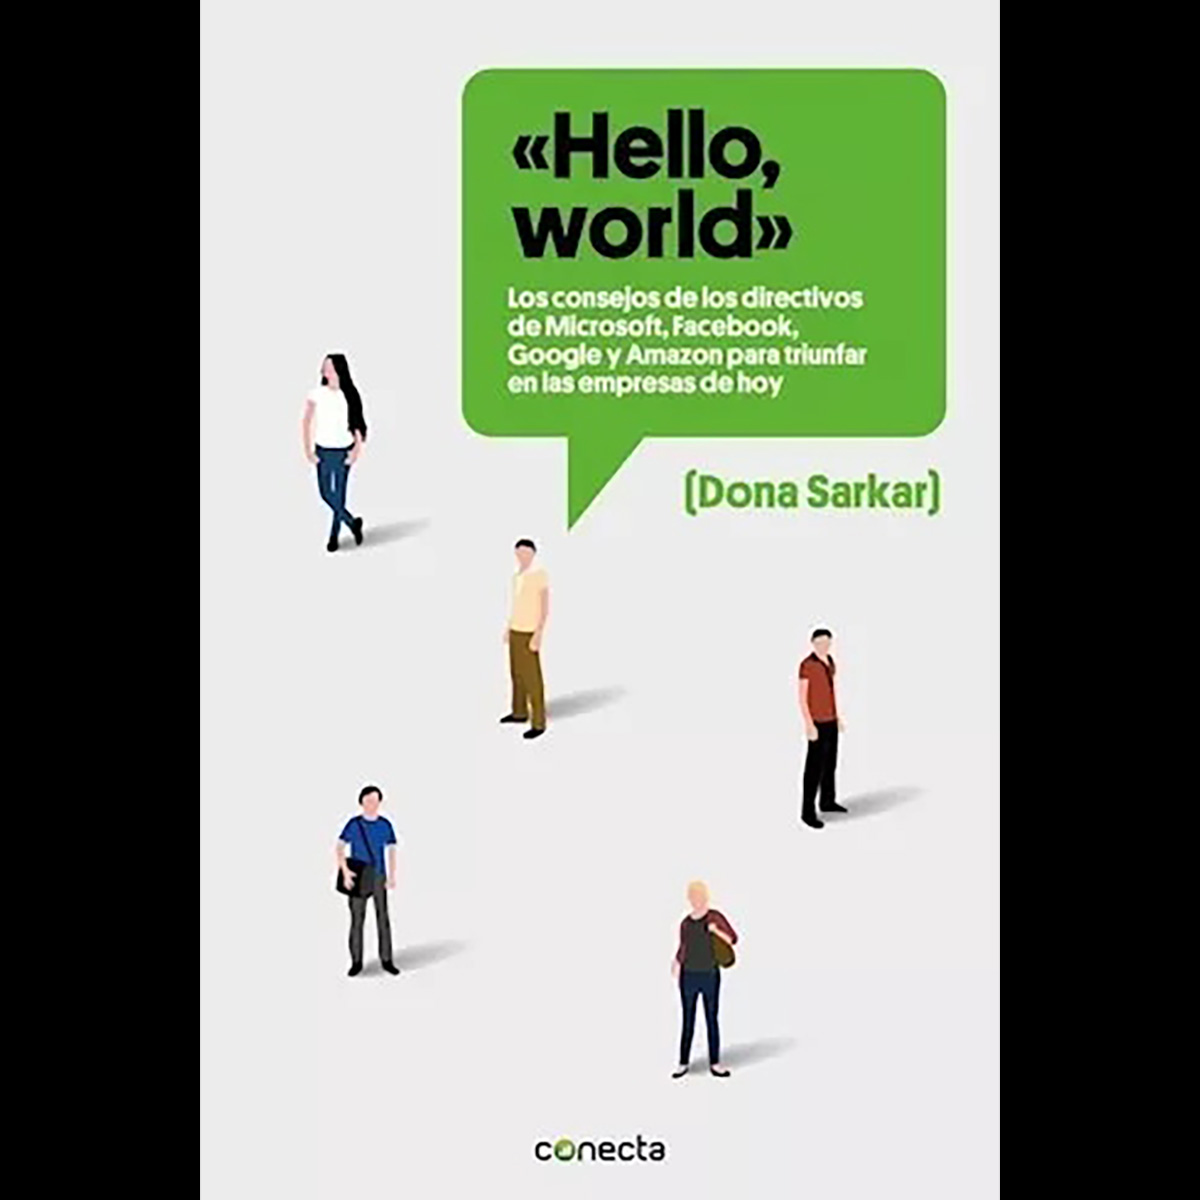 «Hello,
world»
Los consejos de los directivos
de Microsoft, Facebook,
Google y Amazon para triunfar
en las empresas de hoy
(Dona Sarkar)
conecta